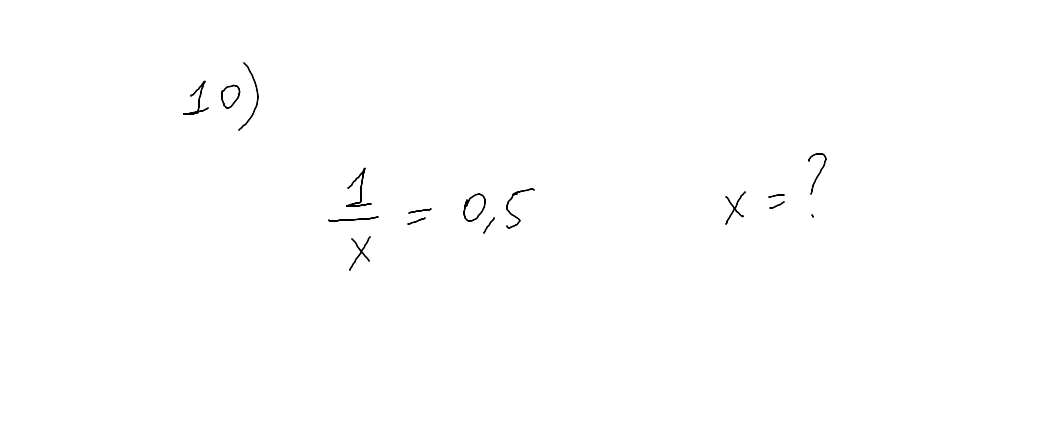 10)
1/x = 0,5 x = ?